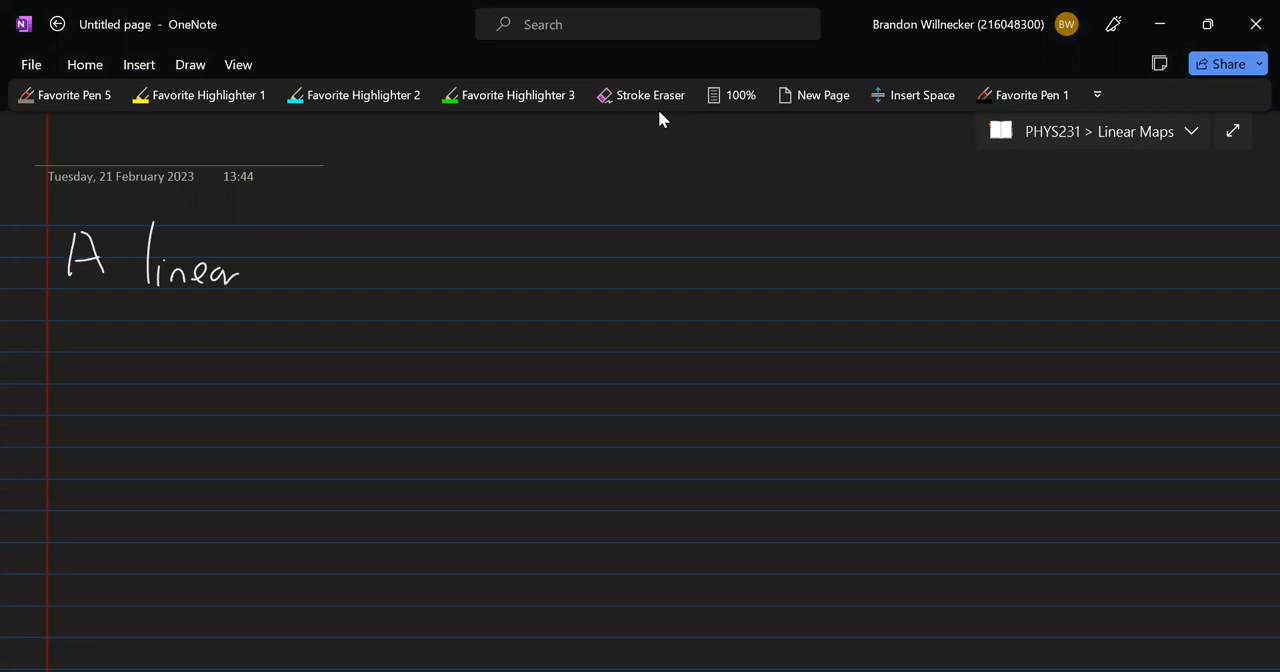 Untitled page - OneNote
Search
Brandon Willnecker (216048300)
BW
File Home Insert Draw View
Share
Favorite Pen 5 Favorite Highlighter 1 Favorite Highlighter 2 Favorite Highlighter 3 Stroke Eraser 100% New Page Insert Space Favorite Pen 1
PHYS231 > Linear Maps
Tuesday, 21 February 2023 13:44
A linear